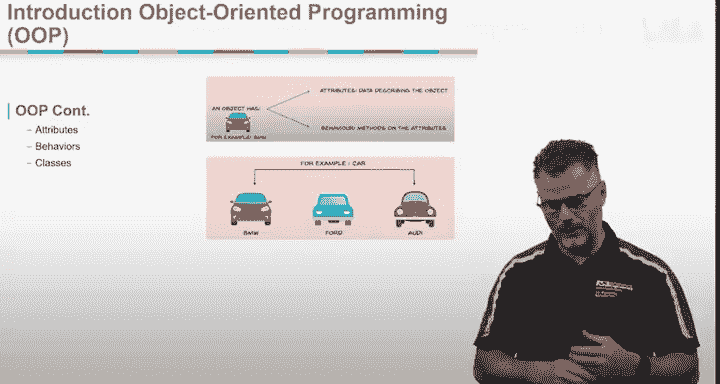 Introduction Object-Oriented Programming
(OOP)
OOP Cont.
– Attributes
– Behaviors
– Classes
ATTRIBUTES: DATA DESCRIBING THE OBJECT
AN OBJECT HAS:
FOR EXAMPLE: BMW
BEHAVIOUR: METHODS ON THE ATTRIBUTES
FOR EXAMPLE : CAR
BMW
FORD
AUDI